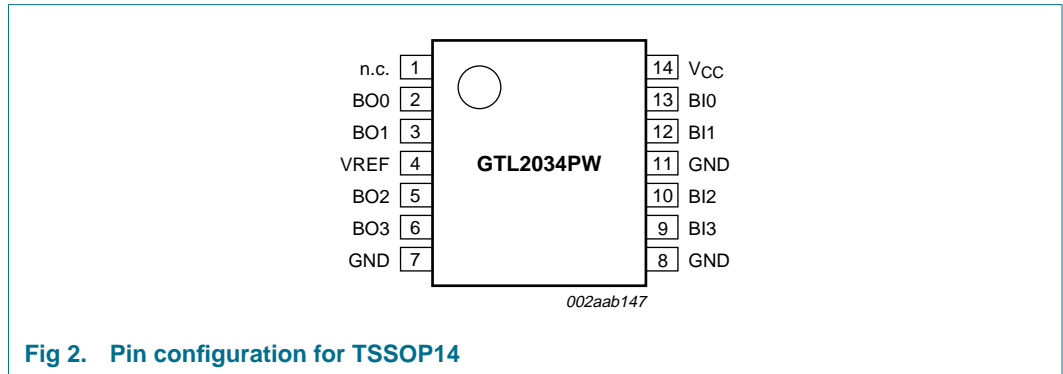 n.c. 1 14 VCC
BO0 2 13 BI0
BO1 3 12 BI1
VREF 4 GTL2034PW 11 GND
BO2 5 10 BI2
BO3 6 9 BI3
GND 7 8 GND
002aab147
Fig 2. Pin configuration for TSSOP14